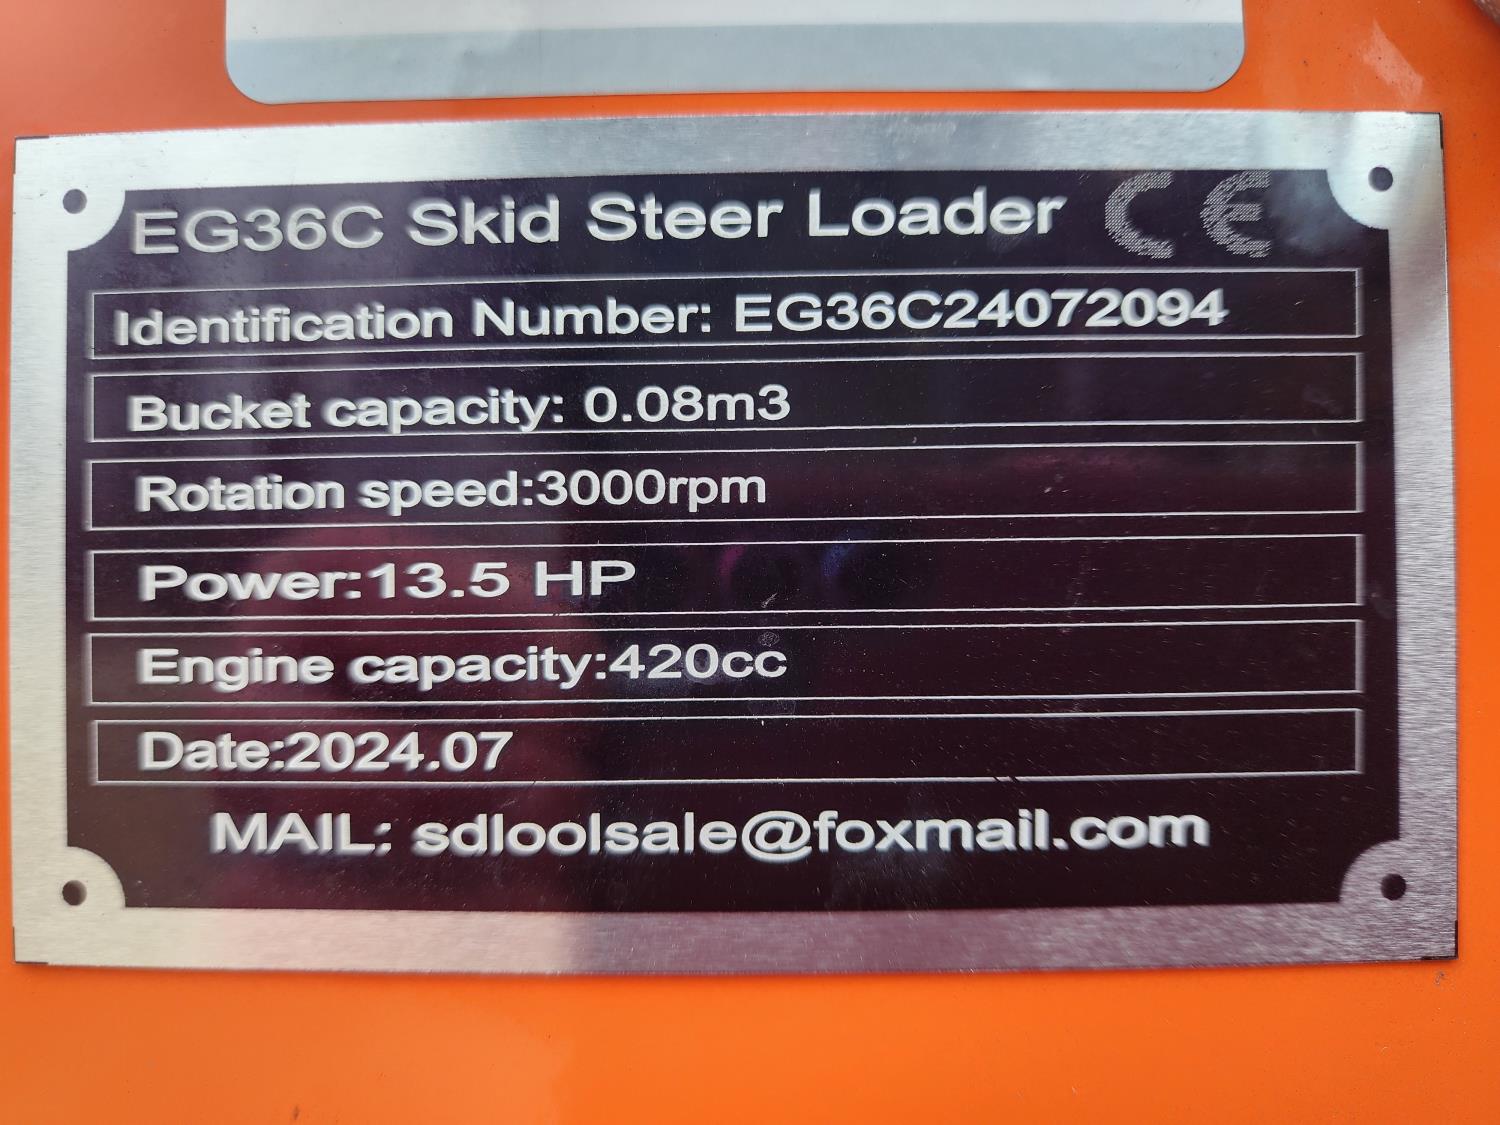 EG36C Skid Steer Loader CE
Identification Number: EG36C24072094
Bucket capacity: 0.08m3
Rotation speed:3000rpm
Power:13.5 HP
Engine capacity:420cc
Date:2024.07
MAIL: sdloolsale@foxmail.com